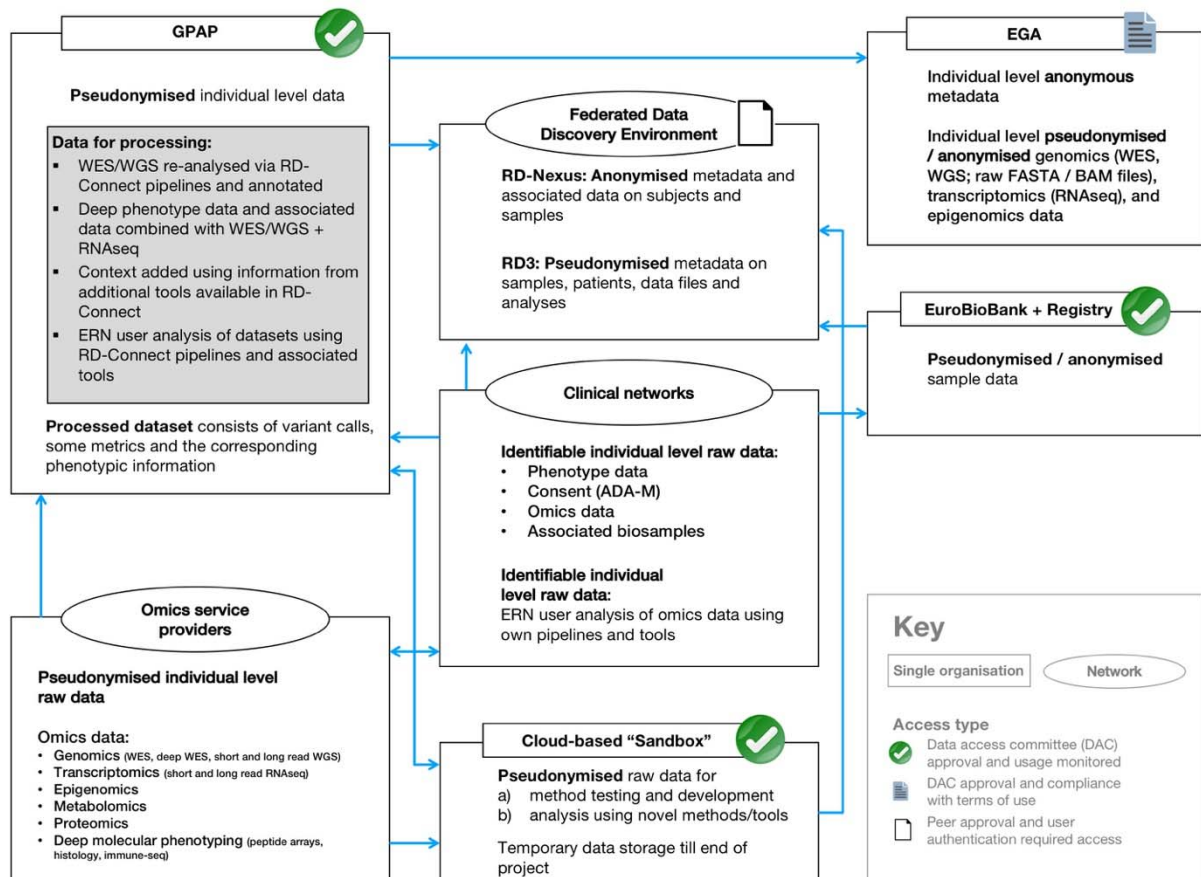 GPAP
Pseudonymised individual level data
Data for processing:
▪ WES/WGS re-analysed via RD-
Connect pipelines and annotated
▪ Deep phenotype data and associated
data combined with WES/WGS +
RNAseq
▪ Context added using information from
additional tools available in RD-
Connect
▪ ERN user analysis of datasets using
RD-Connect pipelines and associated
tools
Processed dataset consists of variant calls,
some metrics and the corresponding
phenotypic information
Federated Data
Discovery Environment
RD-Nexus: Anonymised metadata and
associated data on subjects and
samples
RD3: Pseudonymised metadata on
samples, patients, data files and
analyses
EGA
Individual level anonymous
metadata
Individual level pseudonymised
/ anonymised genomics (WES,
WGS; raw FASTA / BAM files),
transcriptomics (RNAseq), and
epigenomics data
EuroBioBank + Registry
Pseudonymised / anonymised
sample data
Clinical networks
Identifiable individual level raw data:
• Phenotype data
• Consent (ADA-M)
• Omics data
• Associated biosamples
Identifiable individual
level raw data:
ERN user analysis of omics data using
own pipelines and tools
Omics service
providers
Pseudonymised individual level
raw data
Omics data:
• Genomics (WES, deep WES, short and long read WGS)
• Transcriptomics (short and long read RNAseq)
• Epigenomics
• Metabolomics
• Proteomics
• Deep molecular phenotyping (peptide arrays,
histology, immune-seq)
Cloud-based “Sandbox”
Pseudonymised raw data for
a) method testing and development
b) analysis using novel methods/tools
Temporary data storage till end of
project
Key
Single organisation
Network
Access type
Data access committee (DAC)
approval and usage monitored
DAC approval and compliance
with terms of use
Peer approval and user
authentication required access